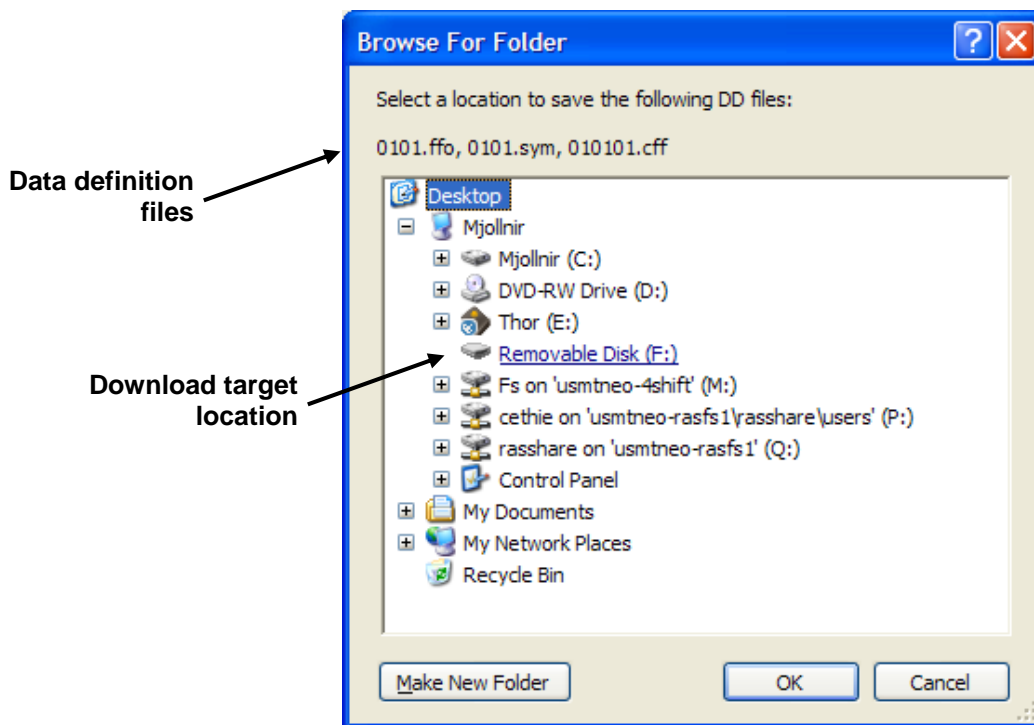 Browse For Folder
Select a location to save the following DD files:
0101.ffo, 0101.sym, 010101.cff
Data definition
files
Desktop
Mjollnir
Mjollnir (C:)
DVD-RW Drive (D:)
Thor (E:)
Removable Disk (F:)
Download target
location
Fs on 'usmtneo-4shift' (M:)
cethie on 'usmtneo-rasfs1\rasshare\users' (P:)
rasshare on 'usmtneo-rasfs1' (Q:)
Control Panel
My Documents
My Network Places
Recycle Bin
Make New Folder
OK
Cancel